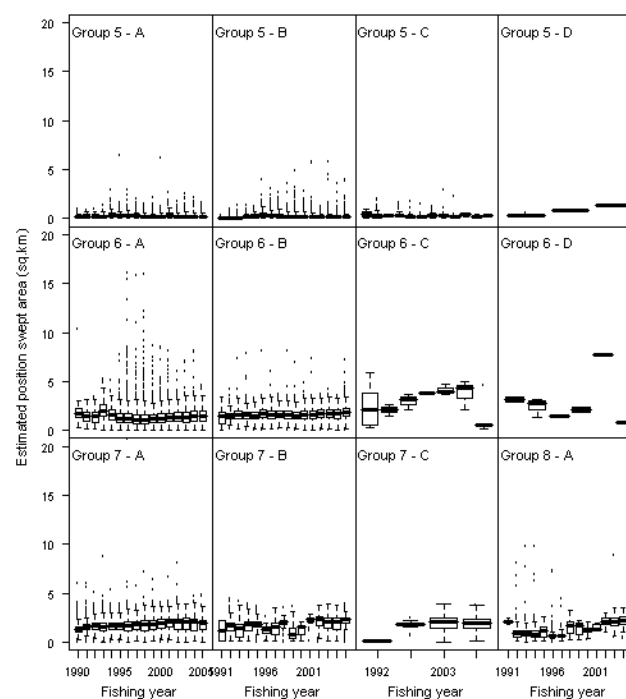 20
15
10
5
0
Group 5 - A
Group 5 - B
Group 5 - C
Group 5 - D
Estimated position swept area (sq.km)
20
15
10
5
0
Group 6 - A
Group 6 - B
Group 6 - C
Group 6 - D
20
15
10
5
0
Group 7 - A
Group 7 - B
Group 7 - C
Group 8 - A
1990 1995 2000 2005
1991 1996 2001
1992 2003
1991 1996 2001
Fishing year
Fishing year
Fishing year
Fishing year